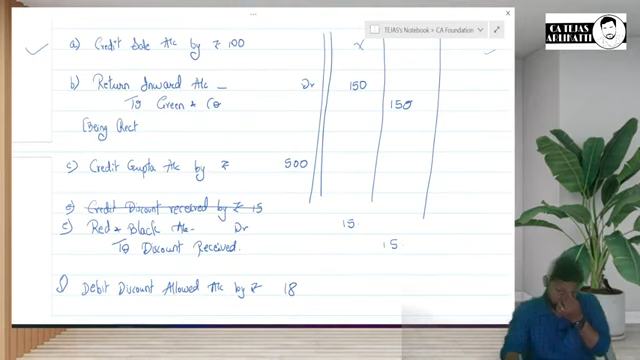 TEJAS's Notebook > CA Foundation
CA TEJAS
ARLIKATTI
a) Credit Sale A/c by ₹ 100
b) Return Inward A/c _ Dr 150
To Green & Co 150
(Being Rect
c) Credit Gupta A/c by ₹ 500
e) Credit Discount received by ₹ 15
Red & Black A/c - Dr 15
To Discount Received. 15
f) Debit Discount Allowed A/c by ₹ 18